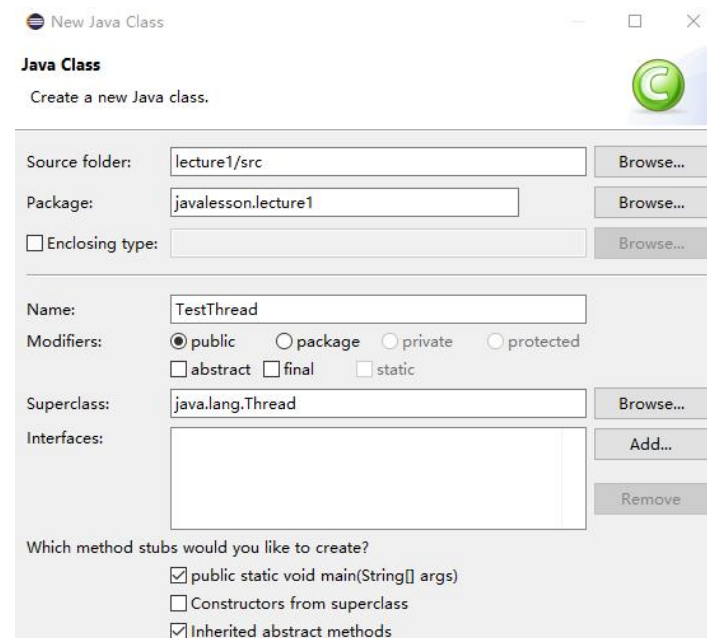 New Java Class
Java Class
Create a new Java class.
C
Source folder: lecture1/src Browse...
Package: javalesson.lecture1 Browse...
Enclosing type: Browse...
Name: TestThread
Modifiers: public package private protected
abstract final static
Superclass: java.lang.Thread Browse...
Interfaces: Add...
Remove
Which method stubs would you like to create?
public static void main(String[] args)
Constructors from superclass
Inherited abstract methods